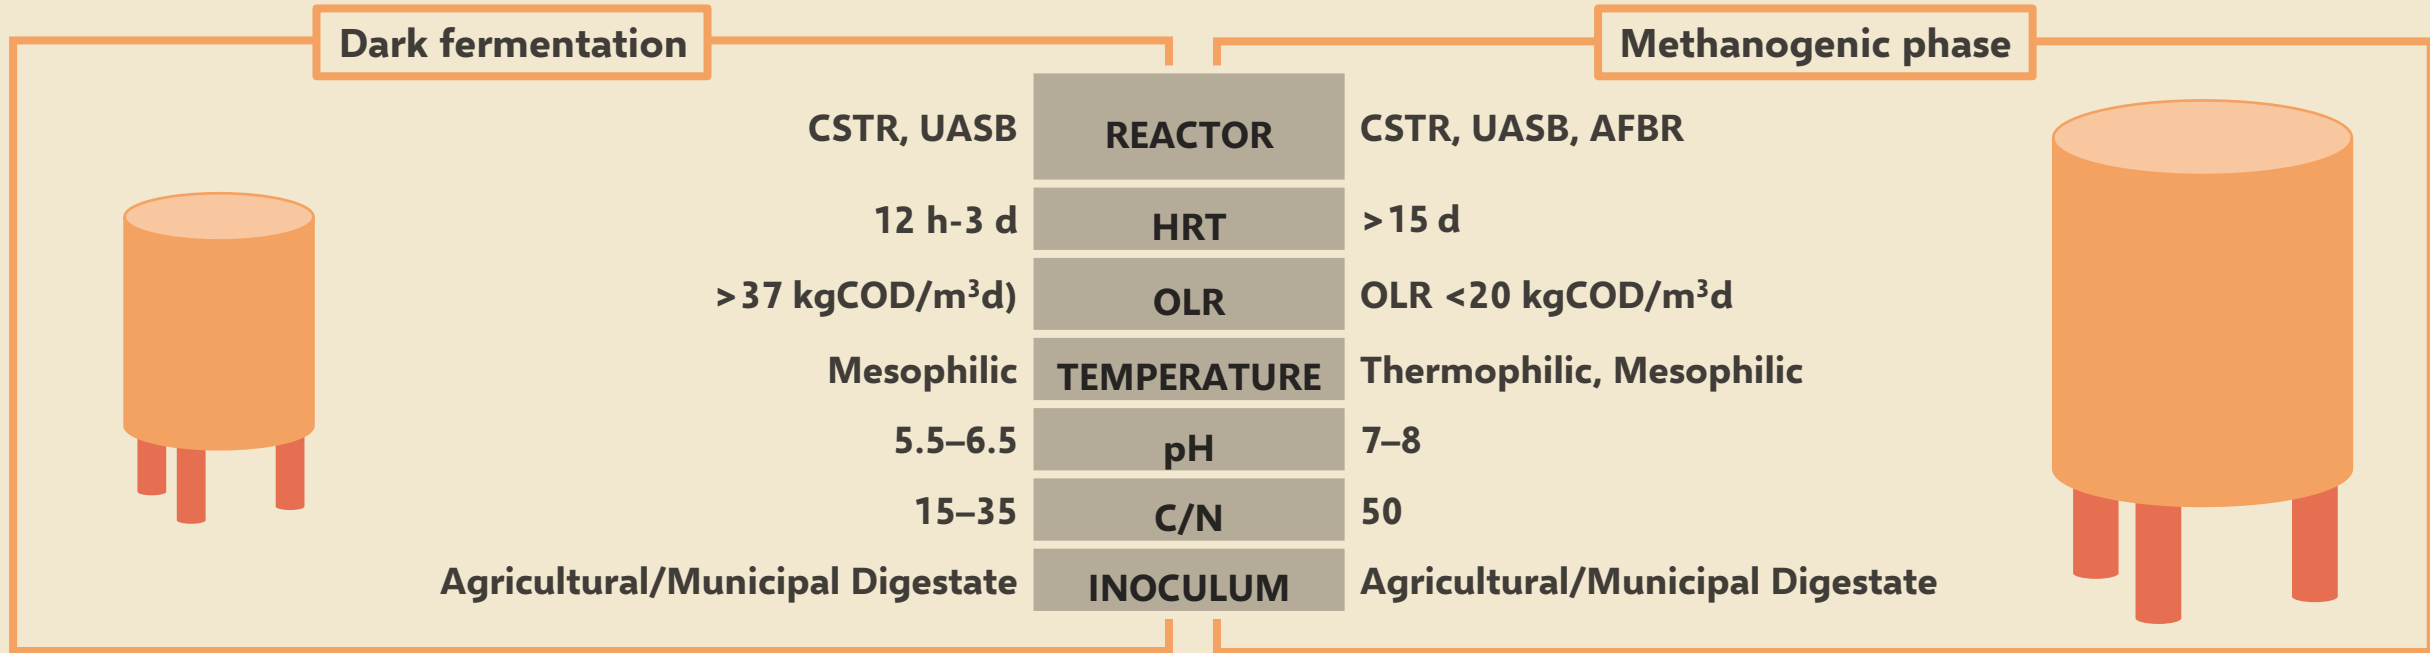 Dark fermentation
Methanogenic phase
CSTR, UASB REACTOR CSTR, UASB, AFBR
12 h-3 d HRT >15 d
>37 kgCOD/m³d) OLR OLR <20 kgCOD/m³d
Mesophilic TEMPERATURE Thermophilic, Mesophilic
5.5–6.5 pH 7–8
15–35 C/N 50
Agricultural/Municipal Digestate INOCULUM Agricultural/Municipal Digestate